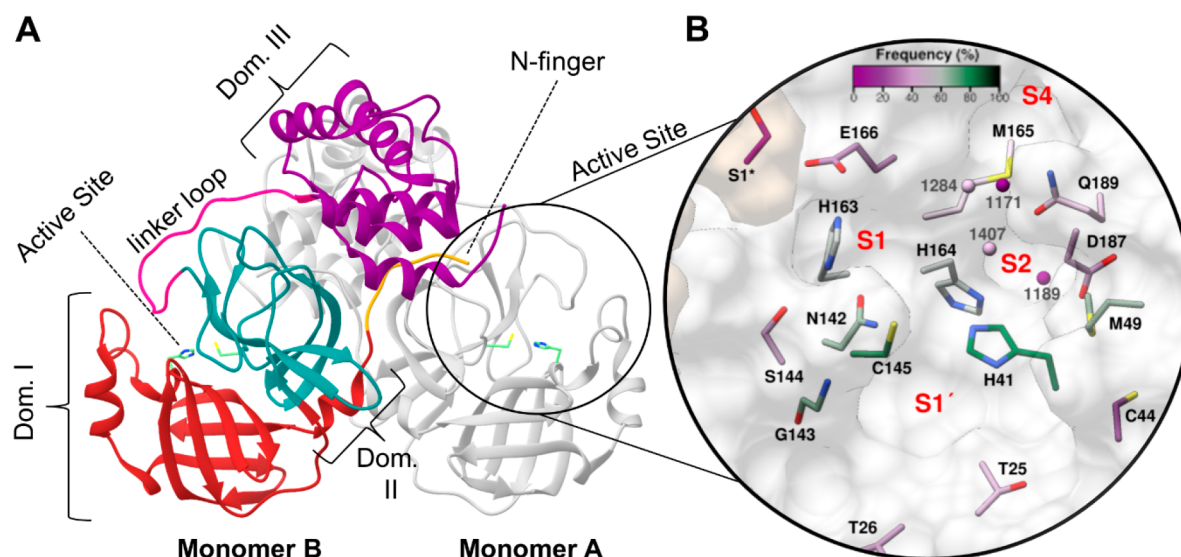 A
Dom. III
N-finger
Active Site
linker loop
Active Site
Dom. I
Dom.
II
Monomer B
Monomer A
B
Frequency (%)
0 20 40 60 80 100
S4
M165
E166
S1*
1284
1171
Q189
H163
S1
1407
H164
S2
D187
1189
N142
M49
S144
C145
H41
S1´
C44
G143
T25
T26